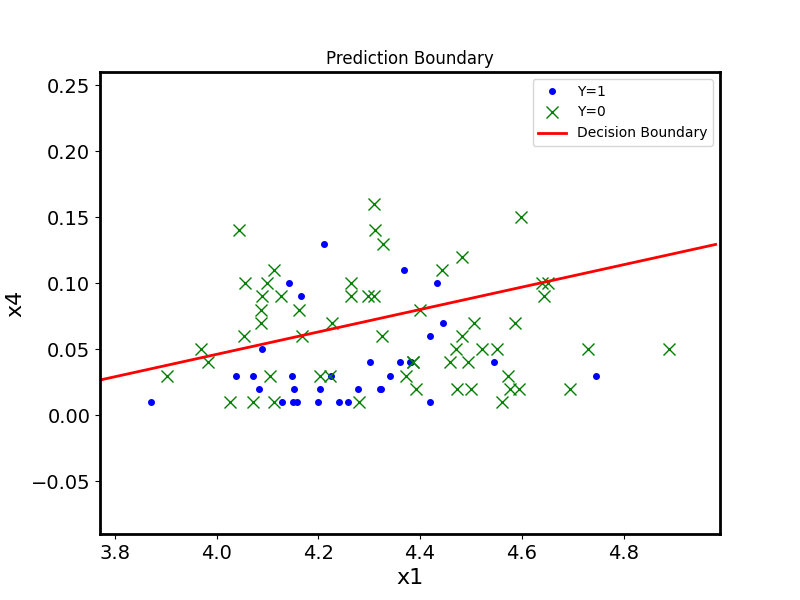 Prediction Boundary
Y=1
Y=0
Decision Boundary
0.25
0.20
0.15
0.10
0.05
0.00
−0.05
x4
3.8 4.0 4.2 4.4 4.6 4.8
x1